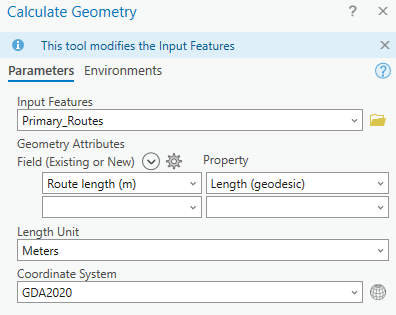 Calculate Geometry ?
This tool modifies the Input Features
Parameters Environments ?
Input Features
Primary_Routes
Geometry Attributes
Field (Existing or New) Property
Route length (m) Length (geodesic)
Length Unit
Meters
Coordinate System
GDA2020